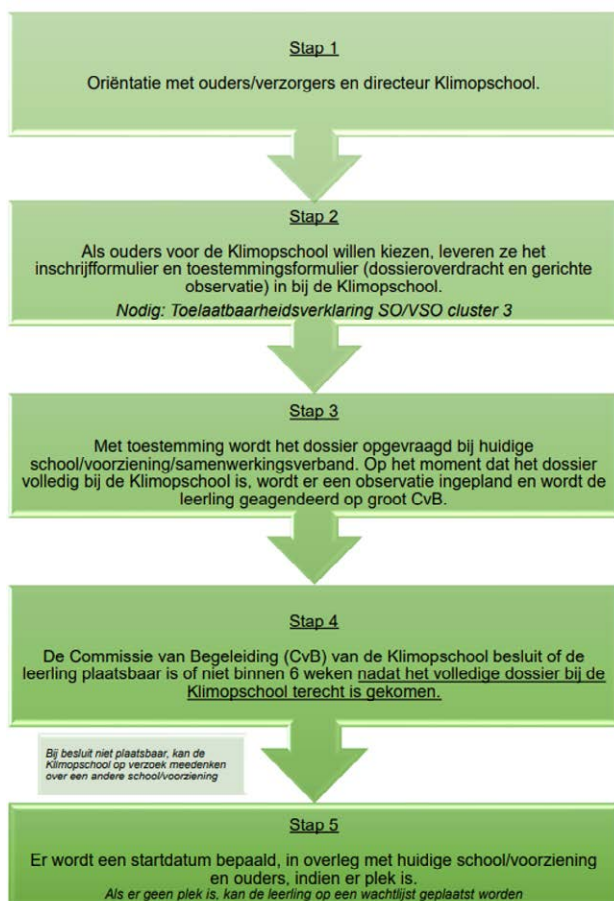 Stap 1
Oriëntatie met ouders/verzorgers en directeur Klimopschool.
Stap 2
Als ouders voor de Klimopschool willen kiezen, leveren ze het
inschrijfformulier en toestemmingsformulier (dossieroverdracht en gerichte
observatie) in bij de Klimopschool.
Nodig: Toelaatbaarheidsverklaring SO/VSO cluster 3
Stap 3
Met toestemming wordt het dossier opgevraagd bij huidige
school/voorziening/samenwerkingsverband. Op het moment dat het dossier
volledig bij de Klimopschool is, wordt er een observatie ingepland en wordt de
leerling geagendeerd op groot CvB.
Stap 4
De Commissie van Begeleiding (CvB) van de Klimopschool besluit of de
leerling plaatsbaar is of niet binnen 6 weken nadat het volledige dossier bij de
Klimopschool terecht is gekomen.
Bij besluit niet plaatsbaar, kan de
Klimopschool op verzoek meedenken
over een andere school/voorziening
Stap 5
Er wordt een startdatum bepaald, in overleg met huidige school/voorziening
en ouders, indien er plek is.
Als er geen plek is, kan de leerling op een wachtlijst geplaatst worden